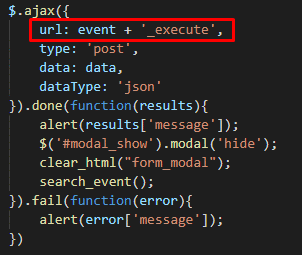 $.ajax({
url: event + '_execute',
type: 'post',
data: data,
dataType: 'json'
}).done(function(results){
alert(results['message']);
$('#modal_show').modal('hide');
clear_html("form_modal");
search_event();
}).fail(function(error){
alert(error['message']);
})